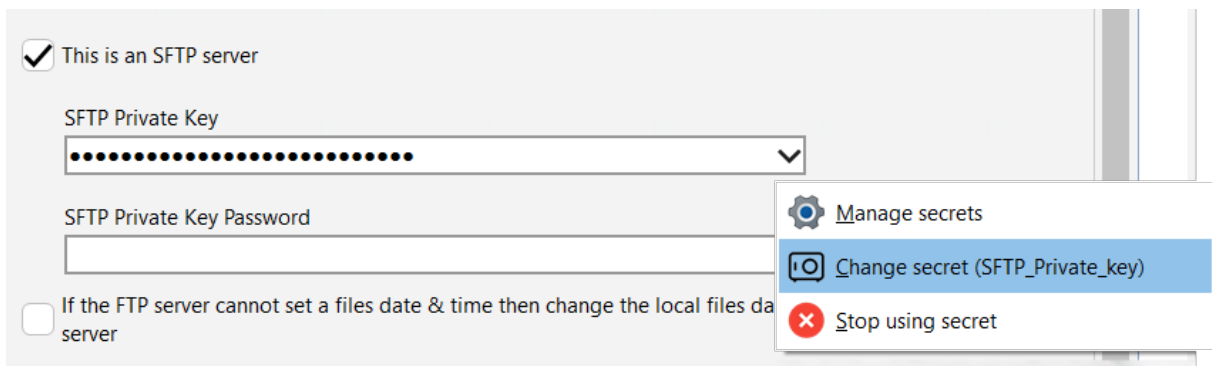 This is an SFTP server
SFTP Private Key
•••••••••••••••••••••••••••
SFTP Private Key Password
Manage secrets
Change secret (SFTP_Private_key)
Stop using secret
If the FTP server cannot set a files date & time then change the local files da
server